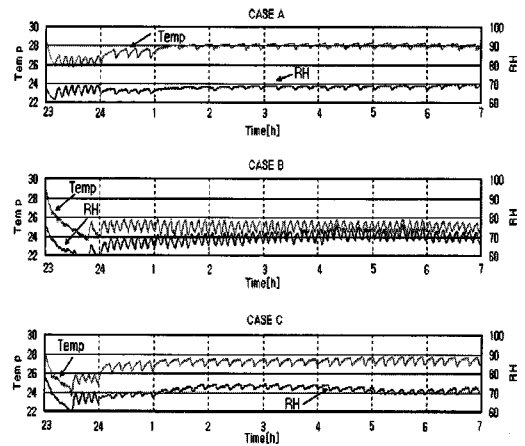 CASE A
30 100
28 90
26 80
24 70
22 60
Temp
RH
Temp
RH
23 24 1 2 3 4 5 6 7
Time[h]
CASE B
30 100
28 90
26 80
24 70
22 60
Temp
RH
Temp
RH
23 24 1 2 3 4 5 6 7
Time[h]
CASE C
30 100
28 90
26 80
24 70
22 60
Temp
RH
Temp
RH
23 24 1 2 3 4 5 6 7
Time[h]